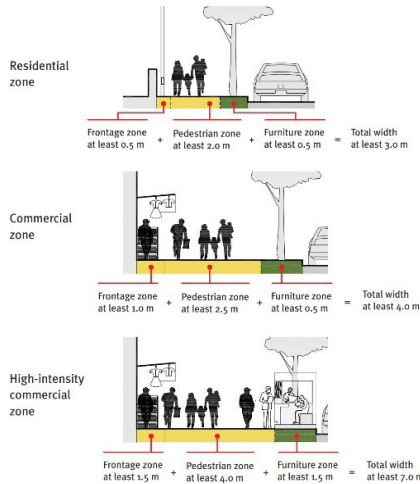 Residential
zone
Frontage zone
at least 0.5 m
+
Pedestrian zone
at least 2.0 m
+
Furniture zone
at least 0.5 m
=
Total width
at least 3.0 m
Commercial
zone
Frontage zone
at least 1.0 m
+
Pedestrian zone
at least 2.5 m
+
Furniture zone
at least 0.5 m
=
Total width
at least 4.0 m
High-intensity
commercial
zone
Frontage zone
at least 1.5 m
+
Pedestrian zone
at least 4.0 m
+
Furniture zone
at least 1.5 m
=
Total width
at least 7.0 m